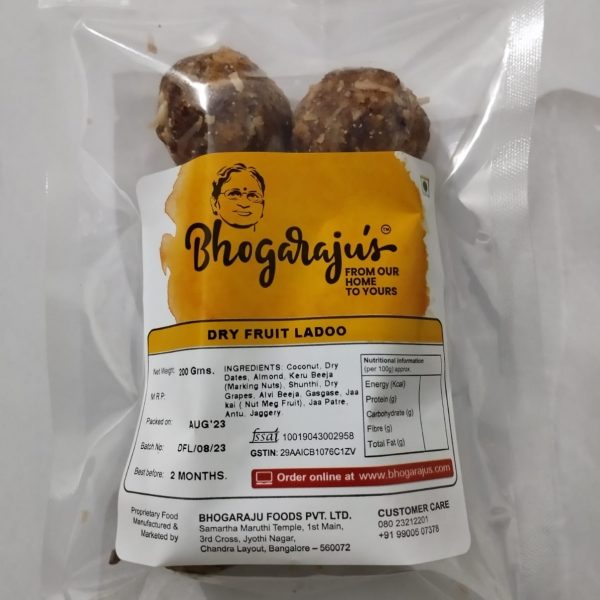 Bhogaraju's™
FROM OUR
HOME
TO YOURS
DRY FRUIT LADOO
Net Weight: 200 Grms.
M R P:
Packed on: AUG'23
Batch No: DFL/08/23
Best before: 2 MONTHS.
INGREDIENTS: Coconut, Dry
Dates, Almond, Keru Beeja
(Marking Nuts), Shunthi, Dry
Grapes, Alvi Beeja, Gasgase, Jaa
kai ( Nut Meg Fruit), Jaa Patre,
Antu, Jaggery
fssai 10019043002958
GSTIN: 29AAICB1076C1ZV
Nutritional Information
(per 100g) approx
Energy (Kcal)
Protein (g)
Carbohydrate (g)
Fibre (g)
Total Fat (g)
Order online at www.bhogarajus.com
Proprietary Food
Manufactured &
Marketed by
BHOGARAJU FOODS PVT. LTD.
Samartha Maruthi Temple, 1st Main,
3rd Cross, Jyothi Nagar,
Chandra Layout, Bangalore – 560072
CUSTOMER CARE
080 23212201
+91 99005 07378